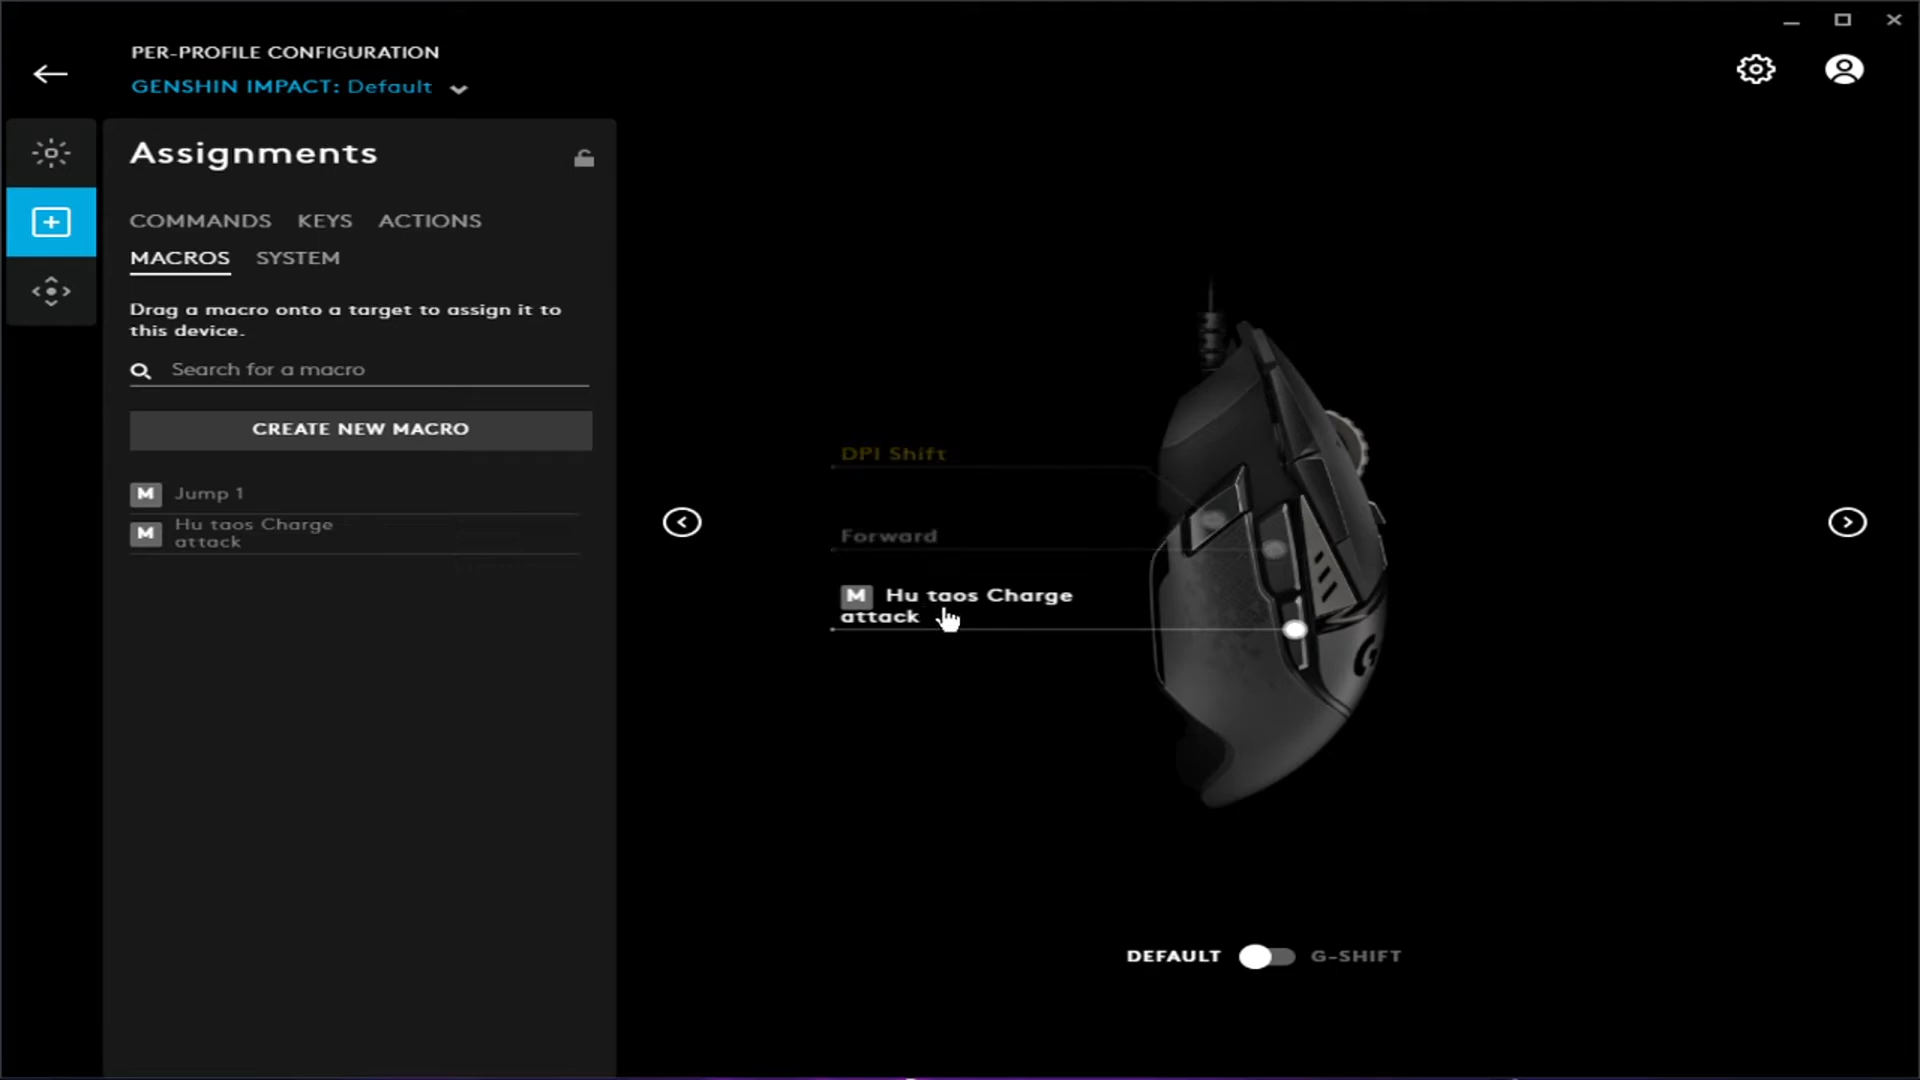 PER-PROFILE CONFIGURATION
GENSHIN IMPACT: Default
Assignments
COMMANDS KEYS ACTIONS
MACROS SYSTEM
Drag a macro onto a target to assign it to
this device.
Search for a macro
CREATE NEW MACRO
M Jump 1
M Hu taos Charge
attack
DPI Shift
Forward
M Hu taos Charge
attack
DEFAULT G-SHIFT